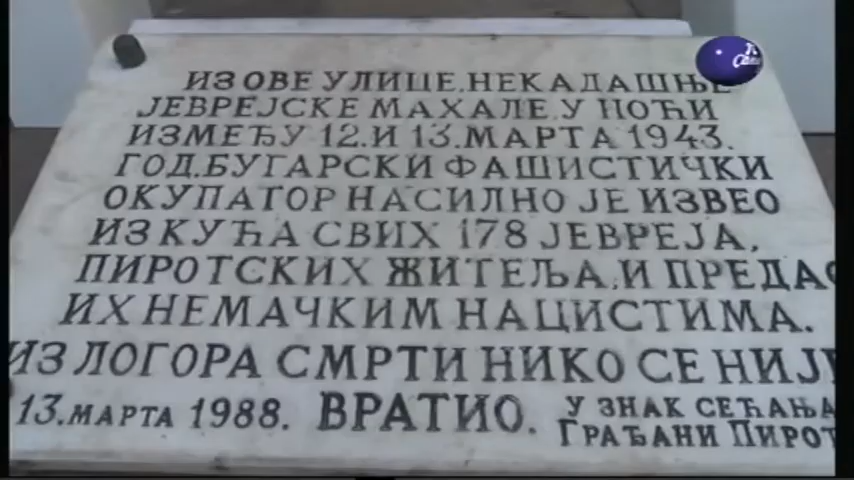 ИЗ ОВЕ УЛИЦЕ, НЕКАДАШЊЕ
ЈЕВРЕЈСКЕ МАХАЛЕ, У НОЋИ
ИЗМЕЂУ 12. И 13. МАРТА 1943.
ГОД. БУГАРСКИ ФАШИСТИЧКИ
ОКУПАТОР НАСИЛНО ЈЕ ИЗВЕО
ИЗ КУЋА СВИХ 178 ЈЕВРЕЈА,
ПИРОТСКИХ ЖИТЕЉА, И ПРЕДАО
ИХ НЕМАЧКИМ НАЦИСТИМА.
ИЗ ЛОГОРА СМРТИ НИКО СЕ НИЈЕ
13. МАРТА 1988. ВРАТИО. У ЗНАК СЕЋАЊА
ГРАЂАНИ ПИРОТ